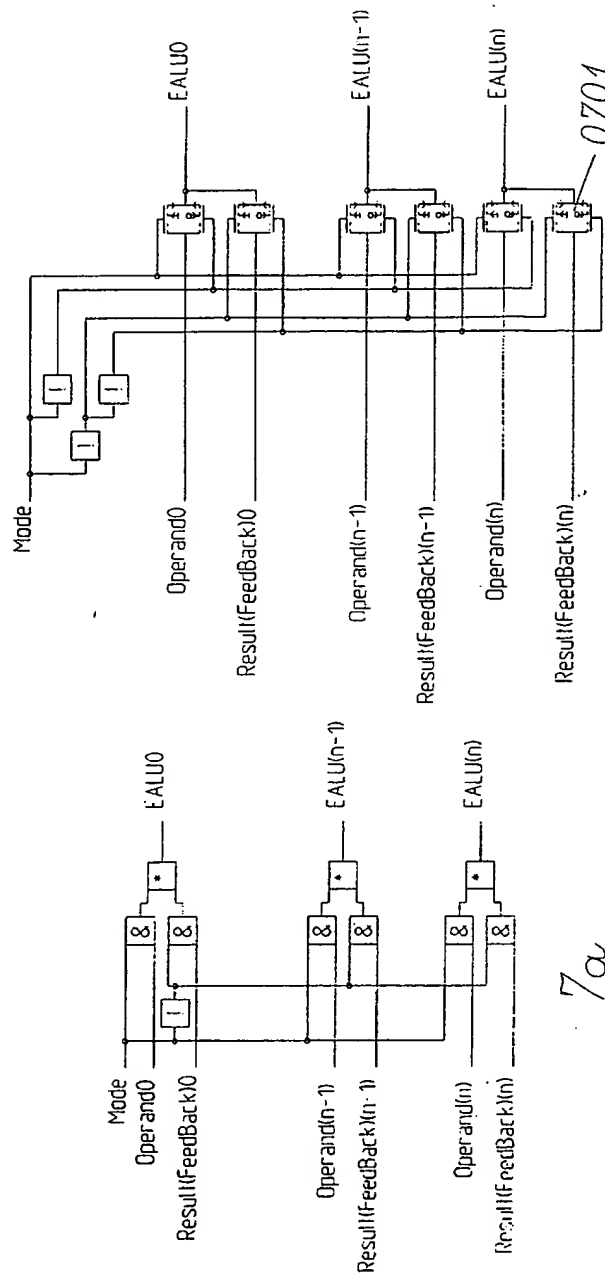 Mode
!
!
!
Operand0
EALU0
Result(FeedBack)0
Operand(n-1)
EALU(n-1)
Result(FeedBack)(n-1)
Operand(n)
EALU(n)
Result(FeedBack)(n)
0701
Mode
Operand0
&
*
EALU0
Result(FeedBack)0
!
&
Operand(n-1)
&
*
EALU(n-1)
Result(FeedBack)(n-1)
&
Operand(n)
&
*
EALU(n)
Result(FeedBack)(n)
&
7a